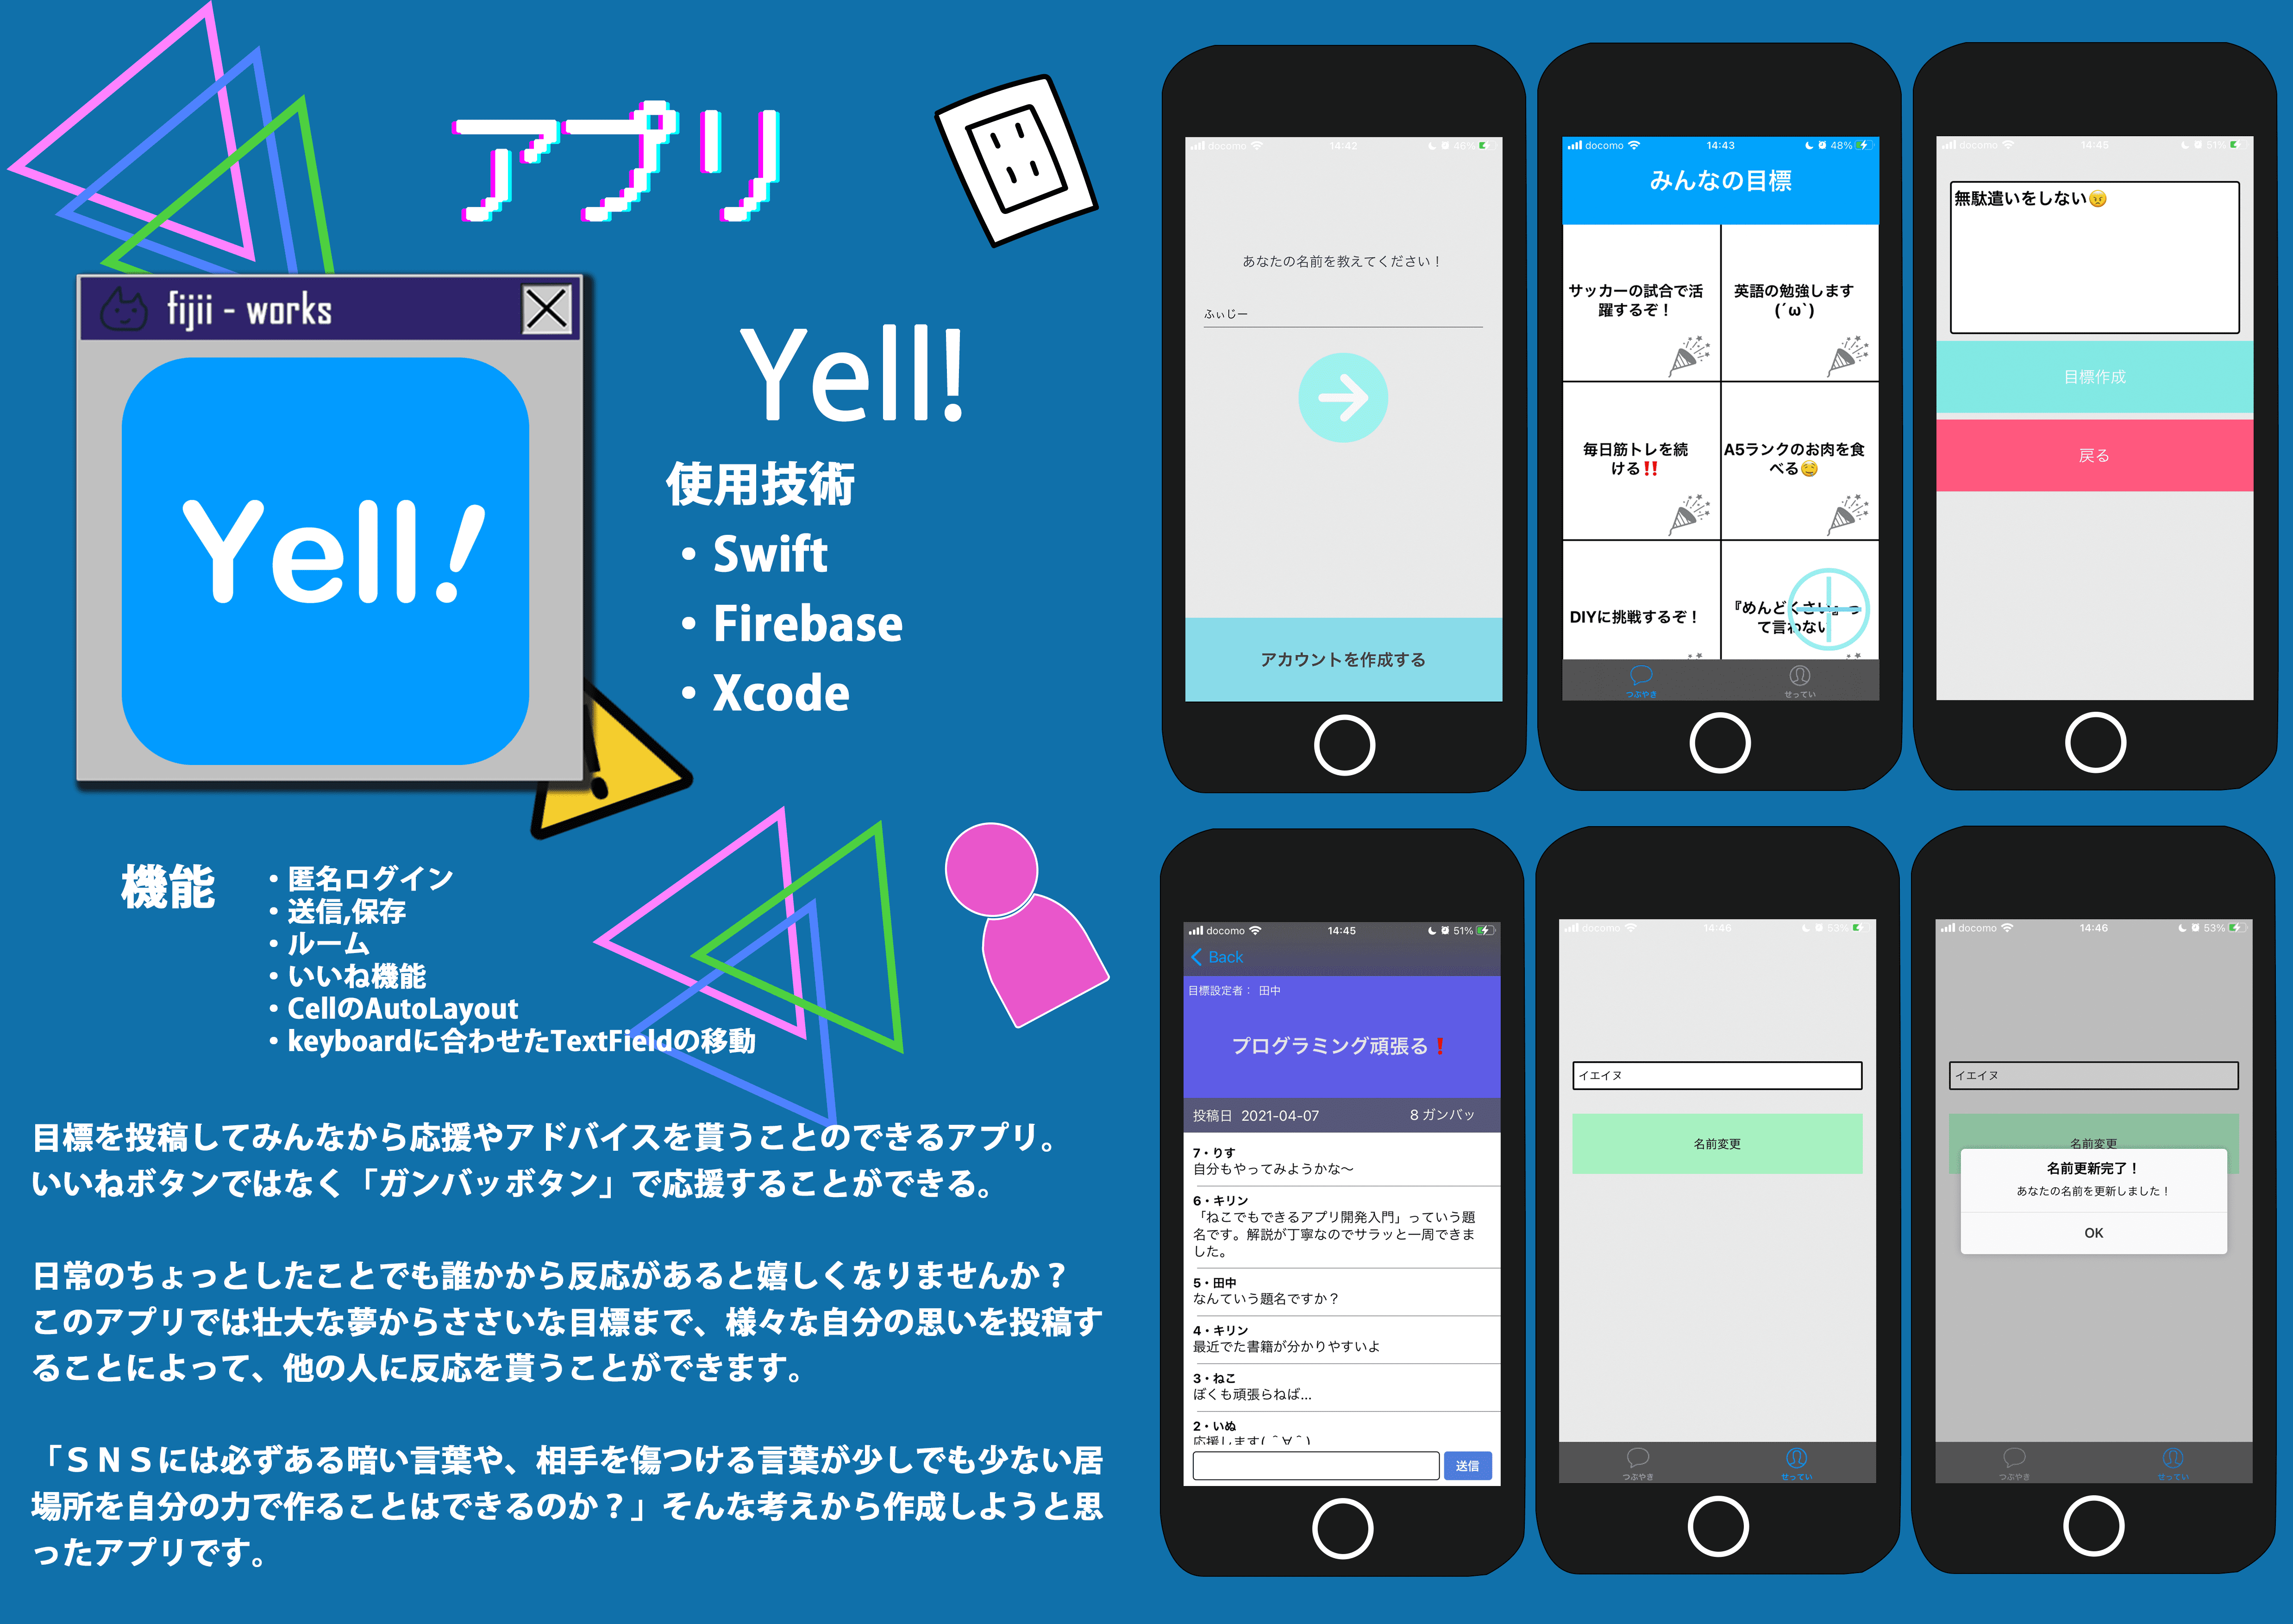 アプリ
fijii - works
Yell!
Yell!
使用技術
・Swift
・Firebase
・Xcode
機能
・匿名ログイン
・送信,保存
・ルーム
・いいね機能
・CellのAutoLayout
・keyboardに合わせたTextFieldの移動
目標を投稿してみんなから応援やアドバイスを貰うことのできるアプリ。
いいねボタンではなく「ガンバッボタン」で応援することができる。
日常のちょっとしたことでも誰かから反応があると嬉しくなりませんか？
このアプリでは壮大な夢からささいな目標まで、様々な自分の思いを投稿す
ることによって、他の人に反応を貰うことができます。
「ＳＮＳには必ずある暗い言葉や、相手を傷つける言葉が少しでも少ない居
場所を自分の力で作ることはできるのか？」そんな考えから作成しようと思
ったアプリです。
docomo 14:42 46%
あなたの名前を教えてください！
ふぃじー
アカウントを作成する
docomo 14:43 48%
みんなの目標
サッカーの試合で活
躍するぞ！
英語の勉強します
(´ω`)
毎日筋トレを続
ける‼️
A5ランクのお肉を食
べる🤤
DIYに挑戦するぞ！
『めんどくさい』っ
て言わない
つぶやき せってい
docomo 14:45 51%
無駄遣いをしない😠
目標作成
戻る
docomo 14:45 51%
Back
目標設定者： 田中
プログラミング頑張る❗
投稿日 2021-04-07 8 ガンバッ
7・りす
自分もやってみようかな〜
6・キリン
「ねこでもできるアプリ開発入門」っていう題
名です。解説が丁寧なのでサラッと一周できま
した。
5・田中
なんていう題名ですか？
4・キリン
最近でた書籍が分かりやすいよ
3・ねこ
ぼくも頑張らねば...
2・いぬ
応援します(＾∀＾)
送信
docomo 14:46 53%
イエイヌ
名前変更
つぶやき せってい
docomo 14:46 53%
イエイヌ
名前変更
名前更新完了！
あなたの名前を更新しました！
OK
つぶやき せってい